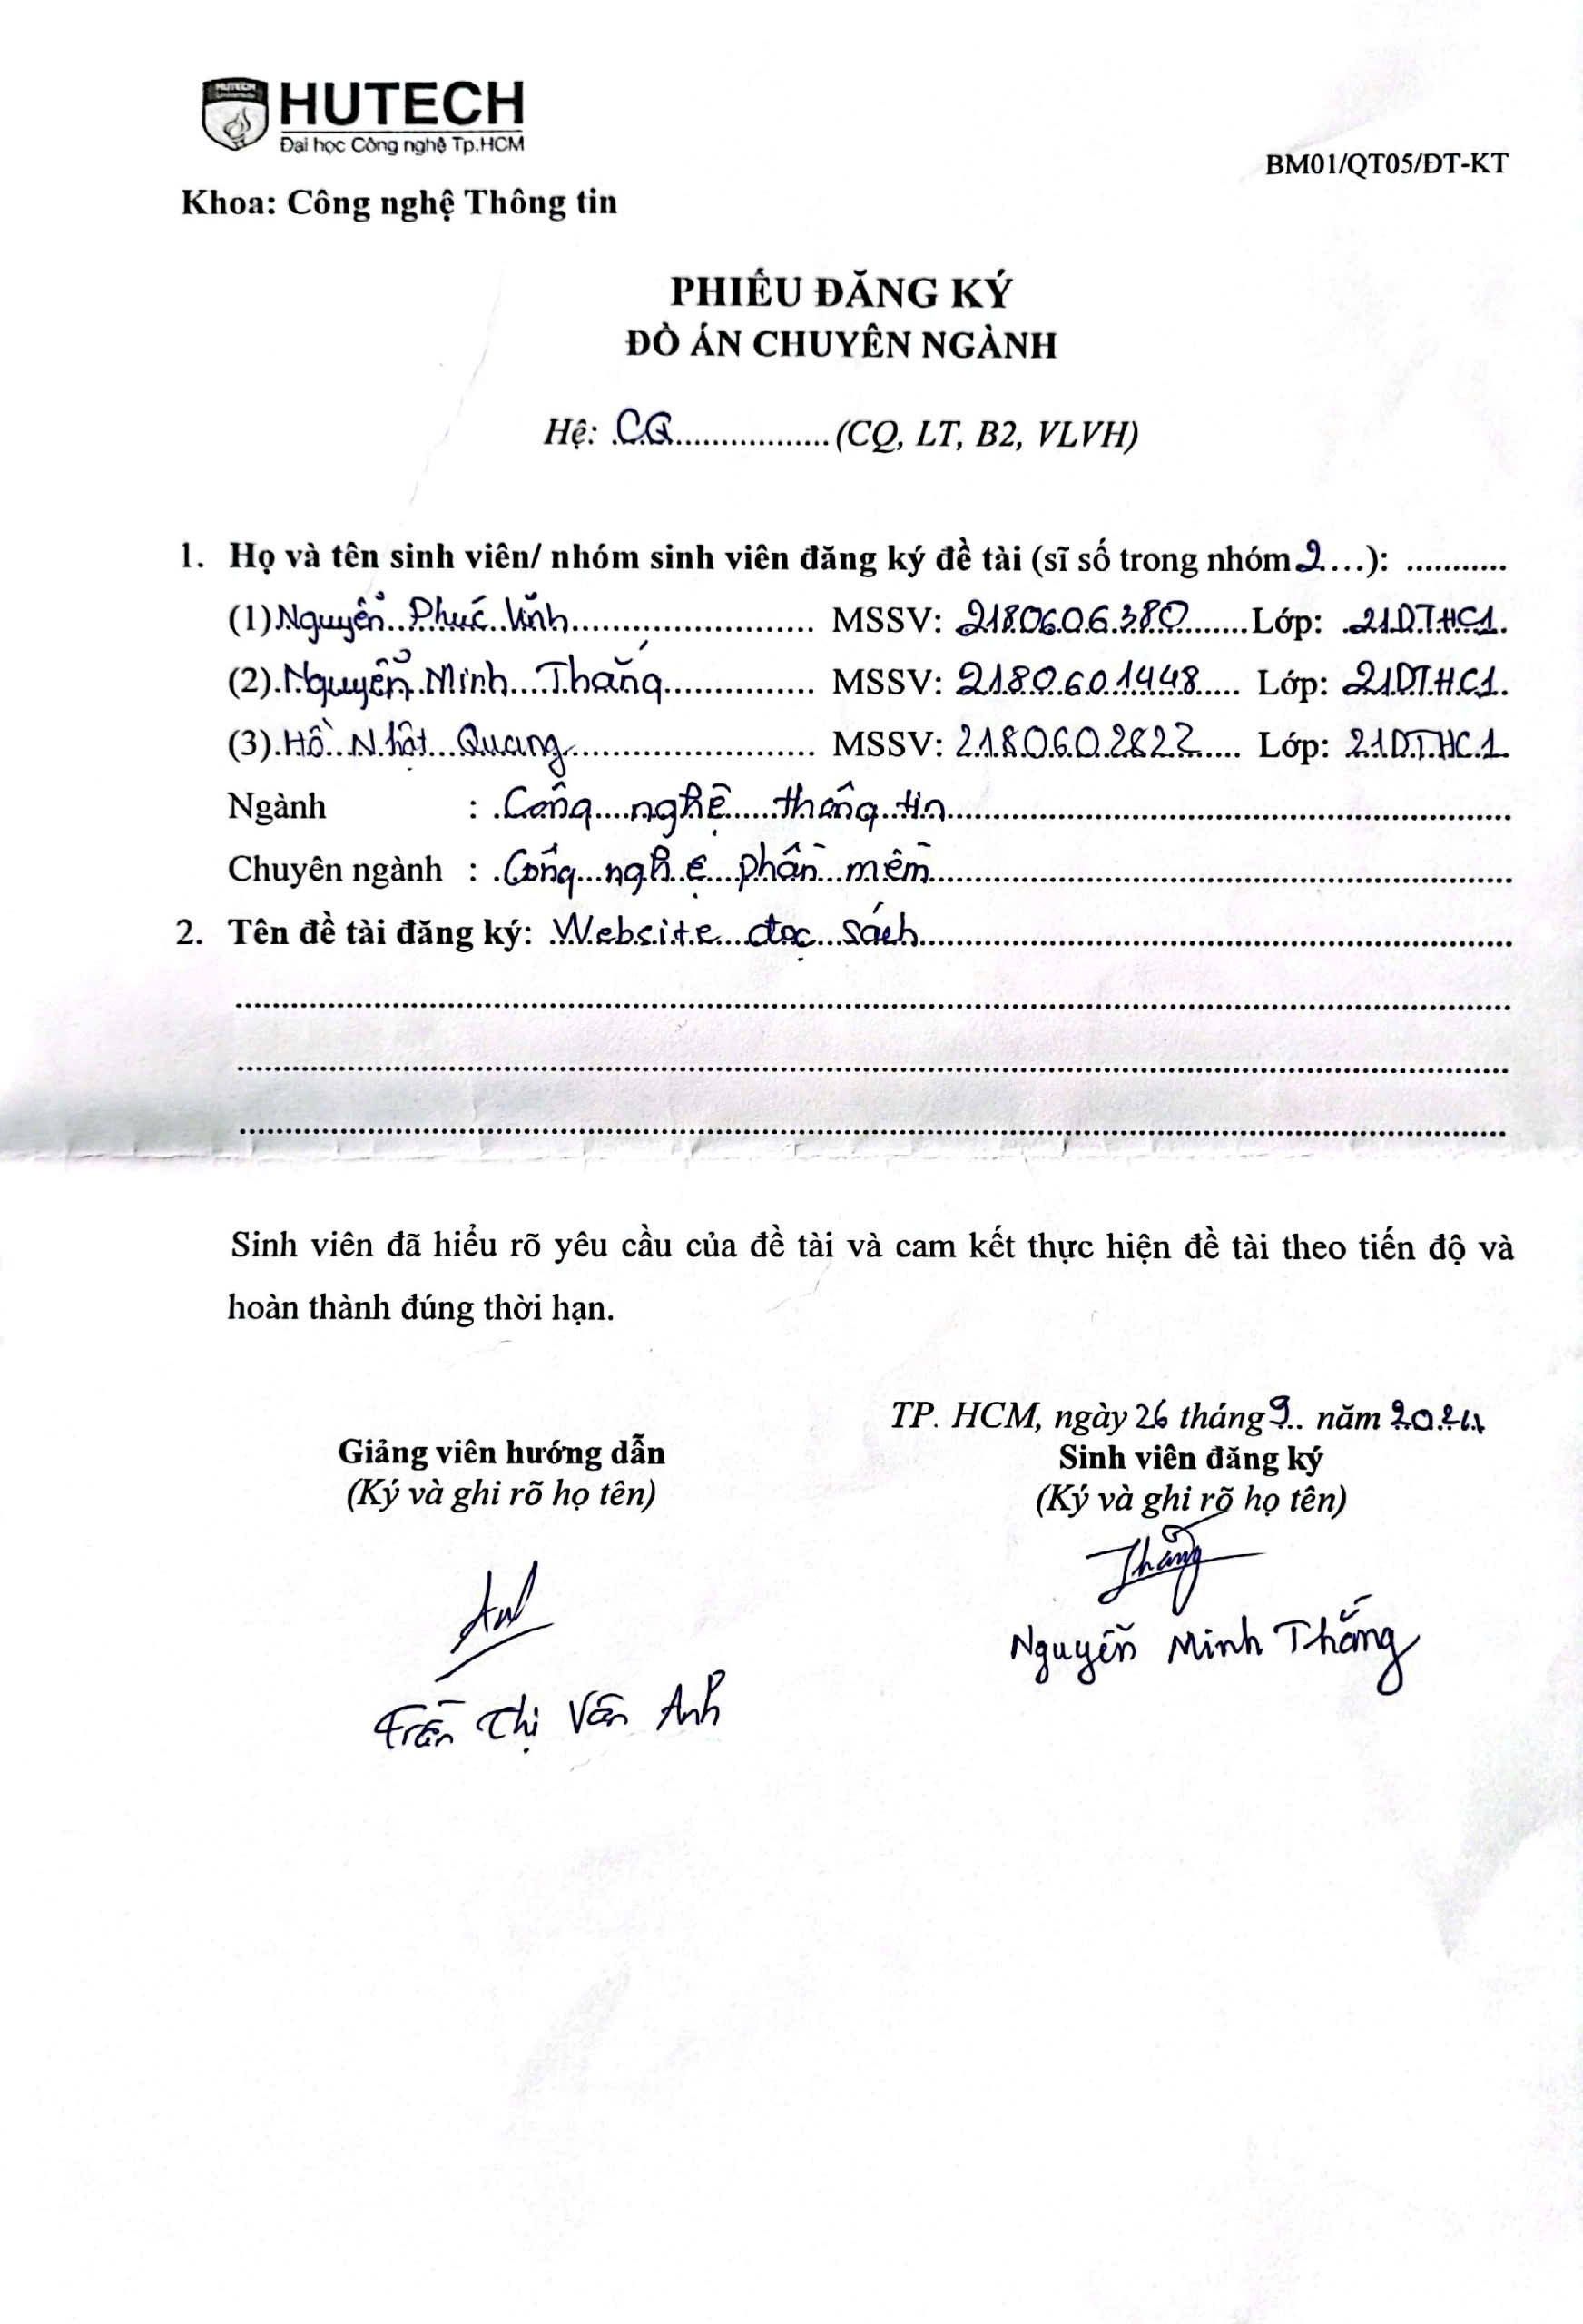 HUTECH
Đại học Công nghệ Tp.HCM
BM01/QT05/ĐT-KT
Khoa: Công nghệ Thông tin
PHIẾU ĐĂNG KÝ
ĐỒ ÁN CHUYÊN NGÀNH
Hệ: CQ (CQ, LT, B2, VLVH)
1. Họ và tên sinh viên/ nhóm sinh viên đăng ký đề tài (sĩ số trong nhóm 2...): ...........
(1) Nguyễn Phúc Vĩnh MSSV: 2180606380 Lớp: 21DTHC1
(2) Nguyễn Minh Thắng MSSV: 2180601448 Lớp: 21DTHC1
(3) Hồ Nhật Quang MSSV: 2180602822 Lớp: 21DTHC1
Ngành : Công nghệ thông tin
Chuyên ngành : Công nghệ phần mềm
2. Tên đề tài đăng ký: Website đọc sách
Sinh viên đã hiểu rõ yêu cầu của đề tài và cam kết thực hiện đề tài theo tiến độ và
hoàn thành đúng thời hạn.
TP. HCM, ngày 26 tháng 9 năm 2024
Giảng viên hướng dẫn
(Ký và ghi rõ họ tên)
Sinh viên đăng ký
(Ký và ghi rõ họ tên)
Thắng
Nguyễn Minh Thắng
Trần Thị Vân Anh